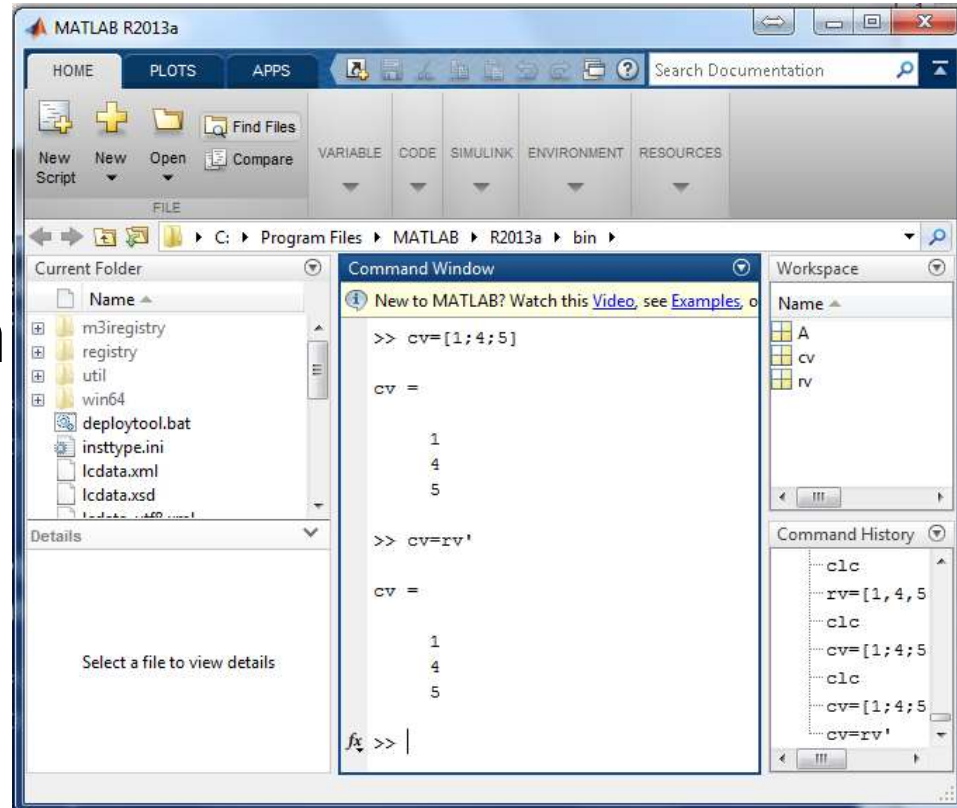 MATLAB R2013a
HOME PLOTS APPS Search Documentation
New Script New Open Find Files Compare
FILE
VARIABLE CODE SIMULINK ENVIRONMENT RESOURCES
C: Program Files MATLAB R2013a bin
Current Folder
Name
m3iregistry
registry
util
win64
deploytool.bat
insttype.ini
lcdata.xml
lcdata.xsd
Details
Select a file to view details
Command Window
New to MATLAB? Watch this Video, see Examples, o
>> cv=[1;4;5]
cv =
1
4
5
>> cv=rv'
cv =
1
4
5
fx >>
Workspace
Name
A
cv
rv
Command History
clc
rv=[1,4,5
clc
cv=[1;4;5
clc
cv=[1;4;5
cv=rv'